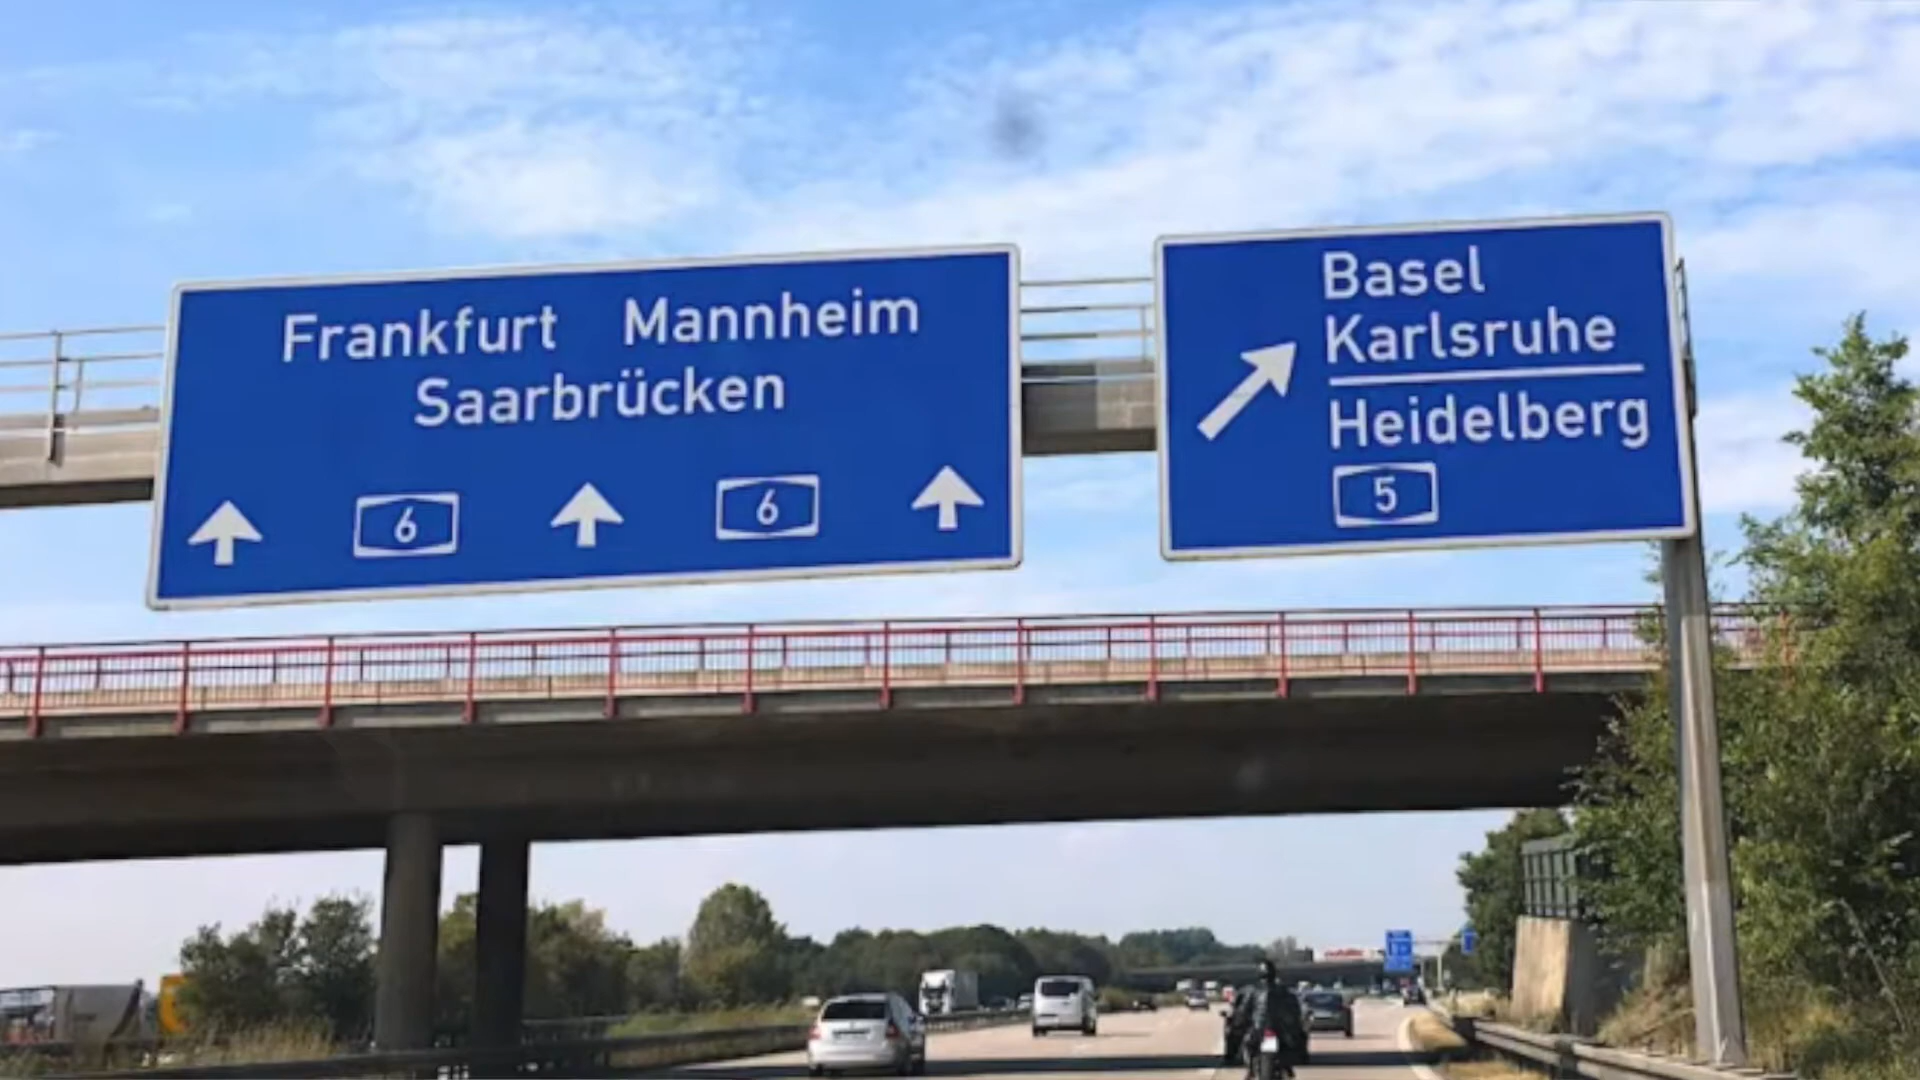 Frankfurt Mannheim
Saarbrücken
6 6
Basel
Karlsruhe
Heidelberg
5